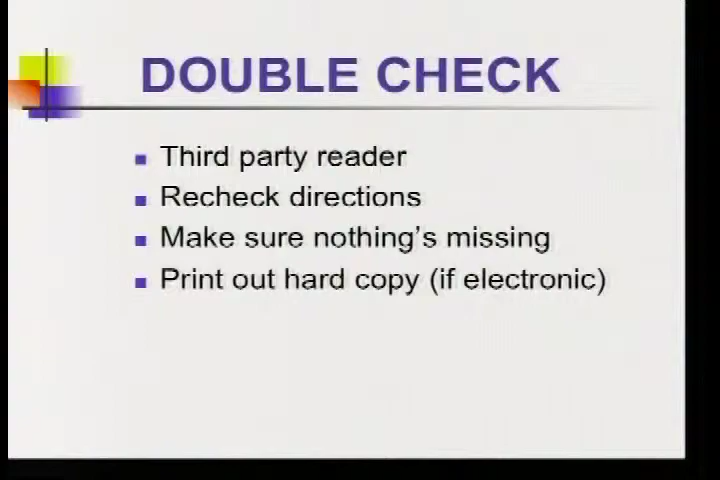 DOUBLE CHECK
Third party reader
Recheck directions
Make sure nothing's missing
Print out hard copy (if electronic)